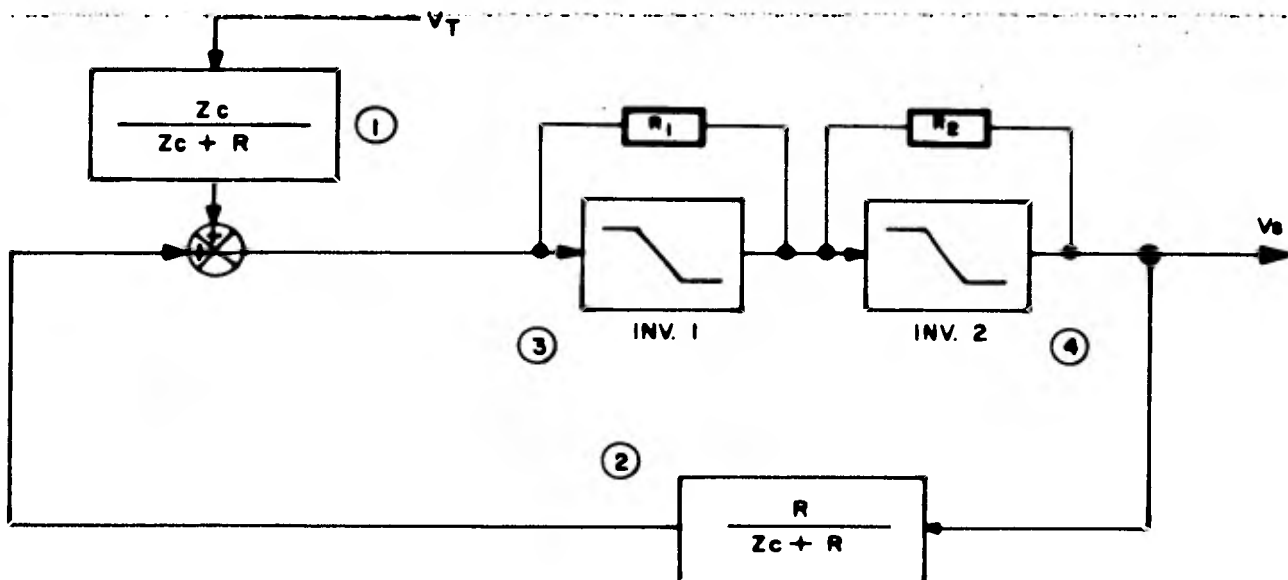 VT
Zc
Zc + R
1
R1
R2
+
+
INV. 1
INV. 2
Vs
3
4
2
R
Zc + R